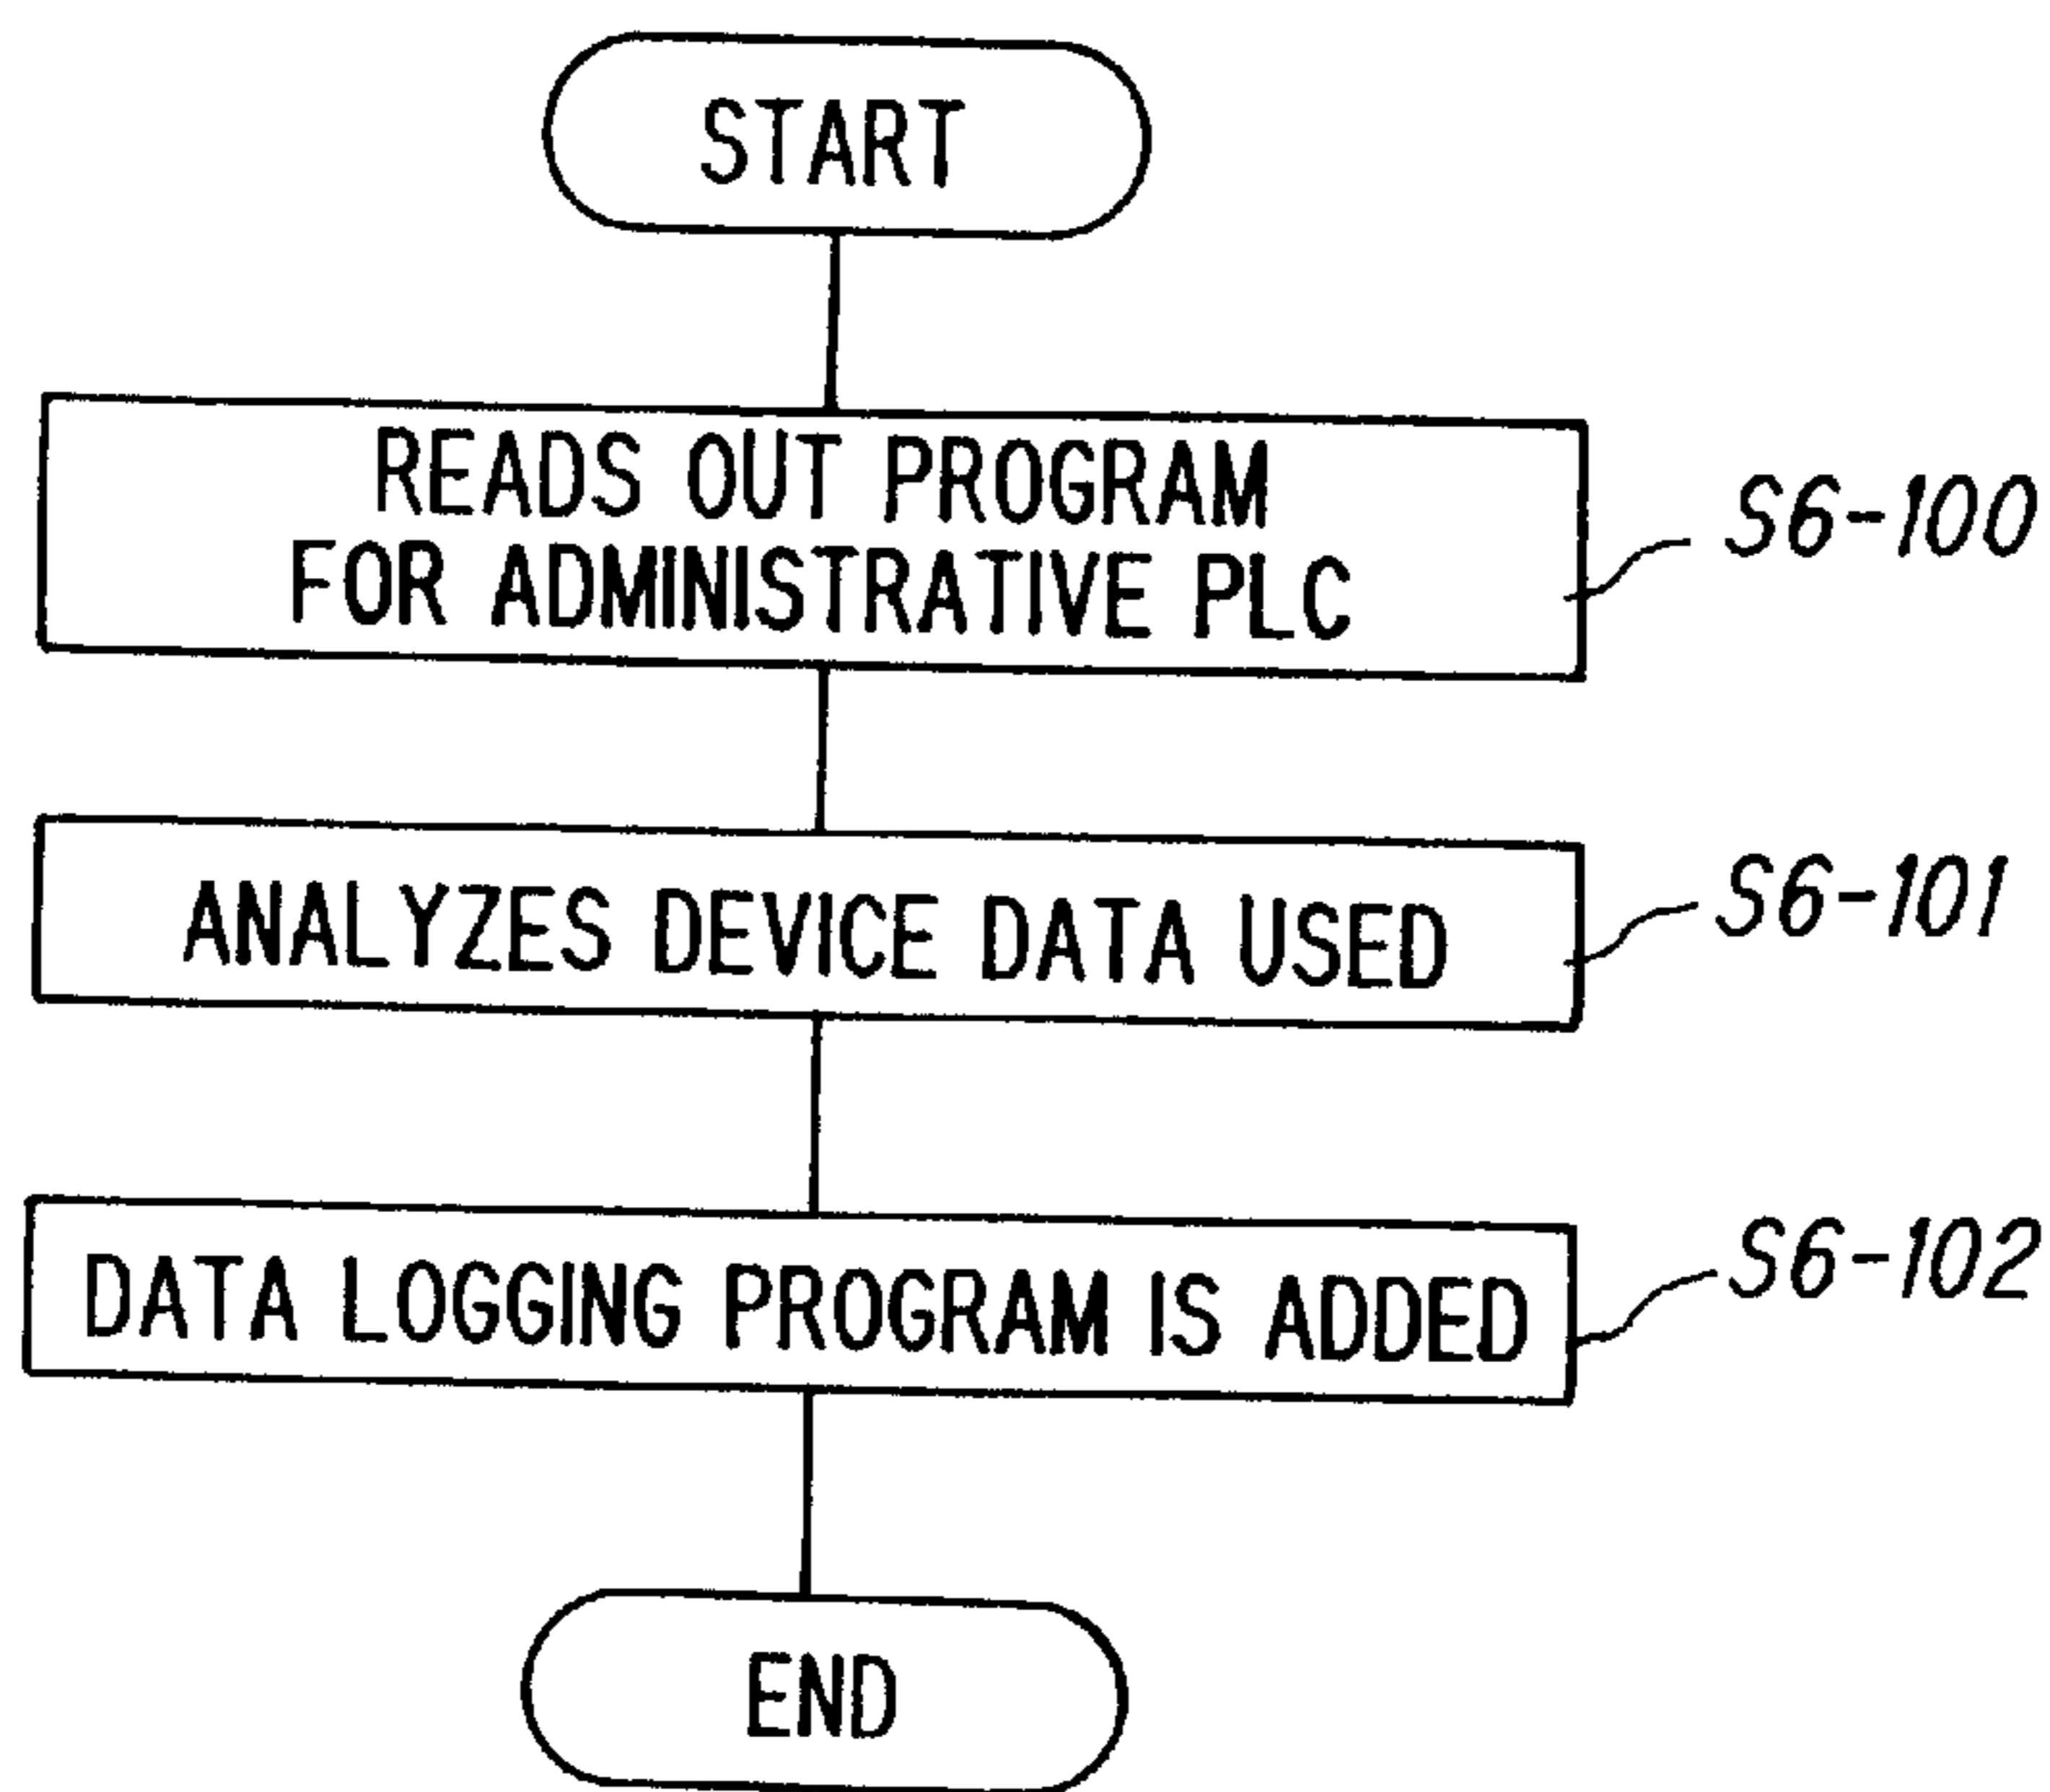 START
READS OUT PROGRAM
FOR ADMINISTRATIVE PLC
S6-100
ANALYZES DEVICE DATA USED
S6-101
DATA LOGGING PROGRAM IS ADDED
S6-102
END